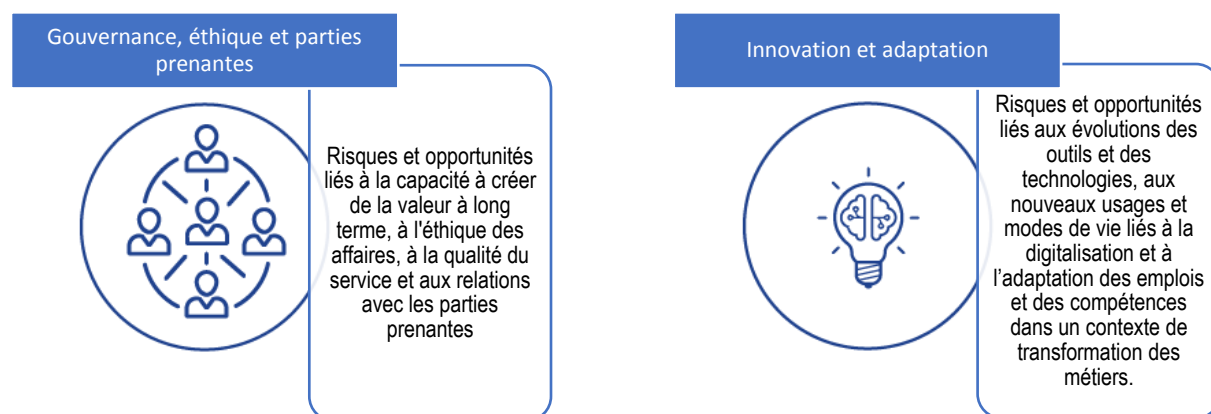 Gouvernance, éthique et parties
prenantes
Risques et opportunités
liés à la capacité à créer
de la valeur à long
terme, à l'éthique des
affaires, à la qualité du
service et aux relations
avec les parties
prenantes
Innovation et adaptation
Risques et opportunités
liés aux évolutions des
outils et des
technologies, aux
nouveaux usages et
modes de vie liés à la
digitalisation et à
l’adaptation des emplois
et des compétences
dans un contexte de
transformation des
métiers.